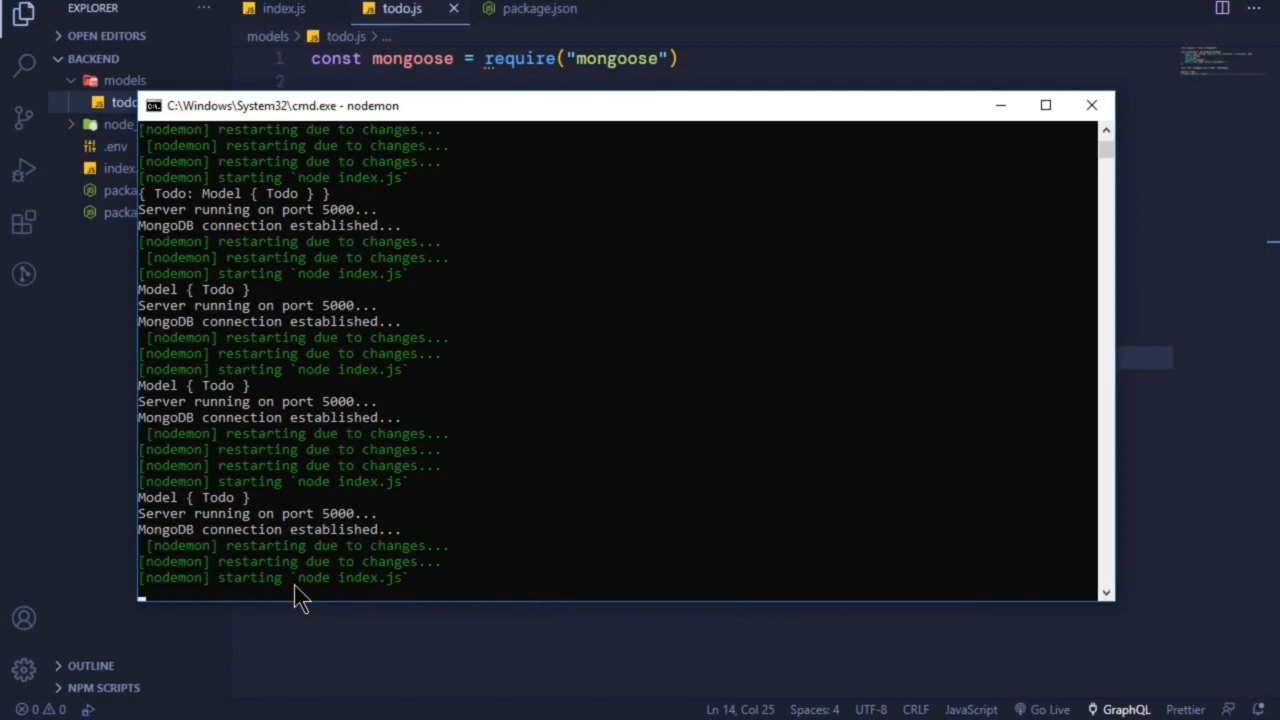 EXPLORER
index.js
todo.js
package.json
OPEN EDITORS
models
todo.js
...
BACKEND
1 const mongoose = require("mongoose")
models
2
todo
C:\Windows\System32\cmd.exe - nodemon
node_
.env
index.
packa
packa
[nodemon] restarting due to changes...
[nodemon] restarting due to changes...
[nodemon] restarting due to changes...
[nodemon] starting `node index.js`
{ Todo: Model { Todo } }
Server running on port 5000...
MongoDB connection established...
[nodemon] restarting due to changes...
[nodemon] restarting due to changes...
[nodemon] starting `node index.js`
Model { Todo }
Server running on port 5000...
MongoDB connection established...
[nodemon] restarting due to changes...
[nodemon] restarting due to changes...
[nodemon] starting `node index.js`
Model { Todo }
Server running on port 5000...
MongoDB connection established...
[nodemon] restarting due to changes...
[nodemon] restarting due to changes...
[nodemon] restarting due to changes...
[nodemon] starting `node index.js`
Model { Todo }
Server running on port 5000...
MongoDB connection established...
[nodemon] restarting due to changes...
[nodemon] restarting due to changes...
[nodemon] starting `node index.js`
OUTLINE
NPM SCRIPTS
0 0
Ln 14, Col 25
Spaces: 4
UTF-8
CRLF
JavaScript
Go Live
GraphQL
Prettier